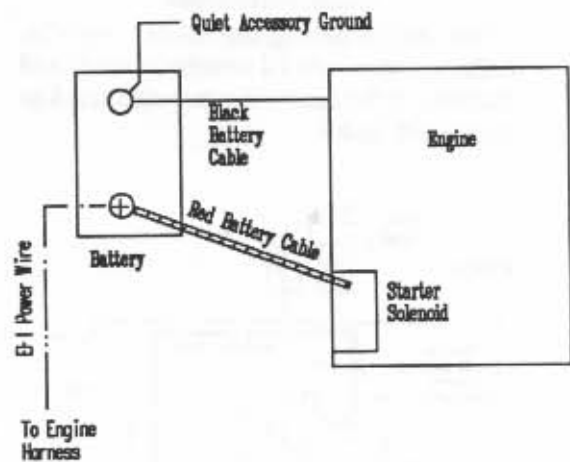 Quiet Accessory Ground
Black
Battery
Cable
Engine
+
Red Battery Cable
Battery
Starter
Solenoid
EFI Power Wire
To Engine
Harness